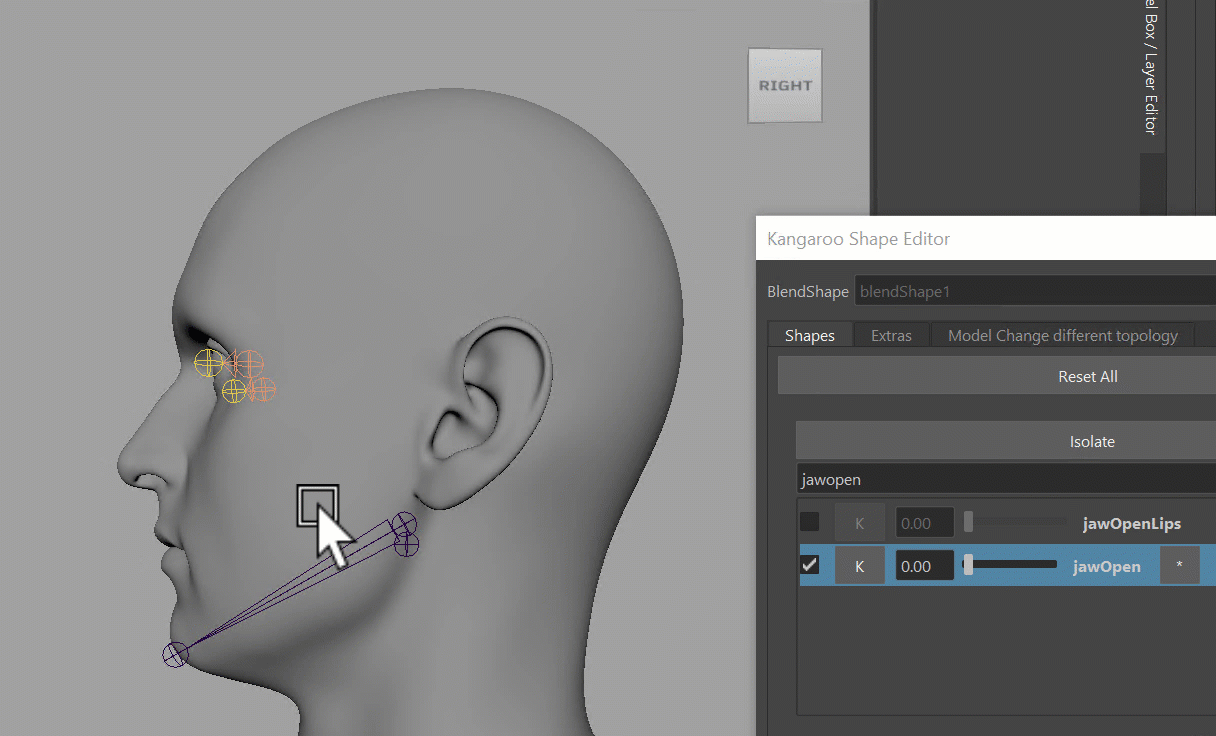 el Box / Layer Editor
RIGHT
Kangaroo Shape Editor
BlendShape blendShape1
Shapes Extras Model Change different topology
Reset All
Isolate
jawopen
K 0.00 jawOpenLips
K 0.00 jawOpen *